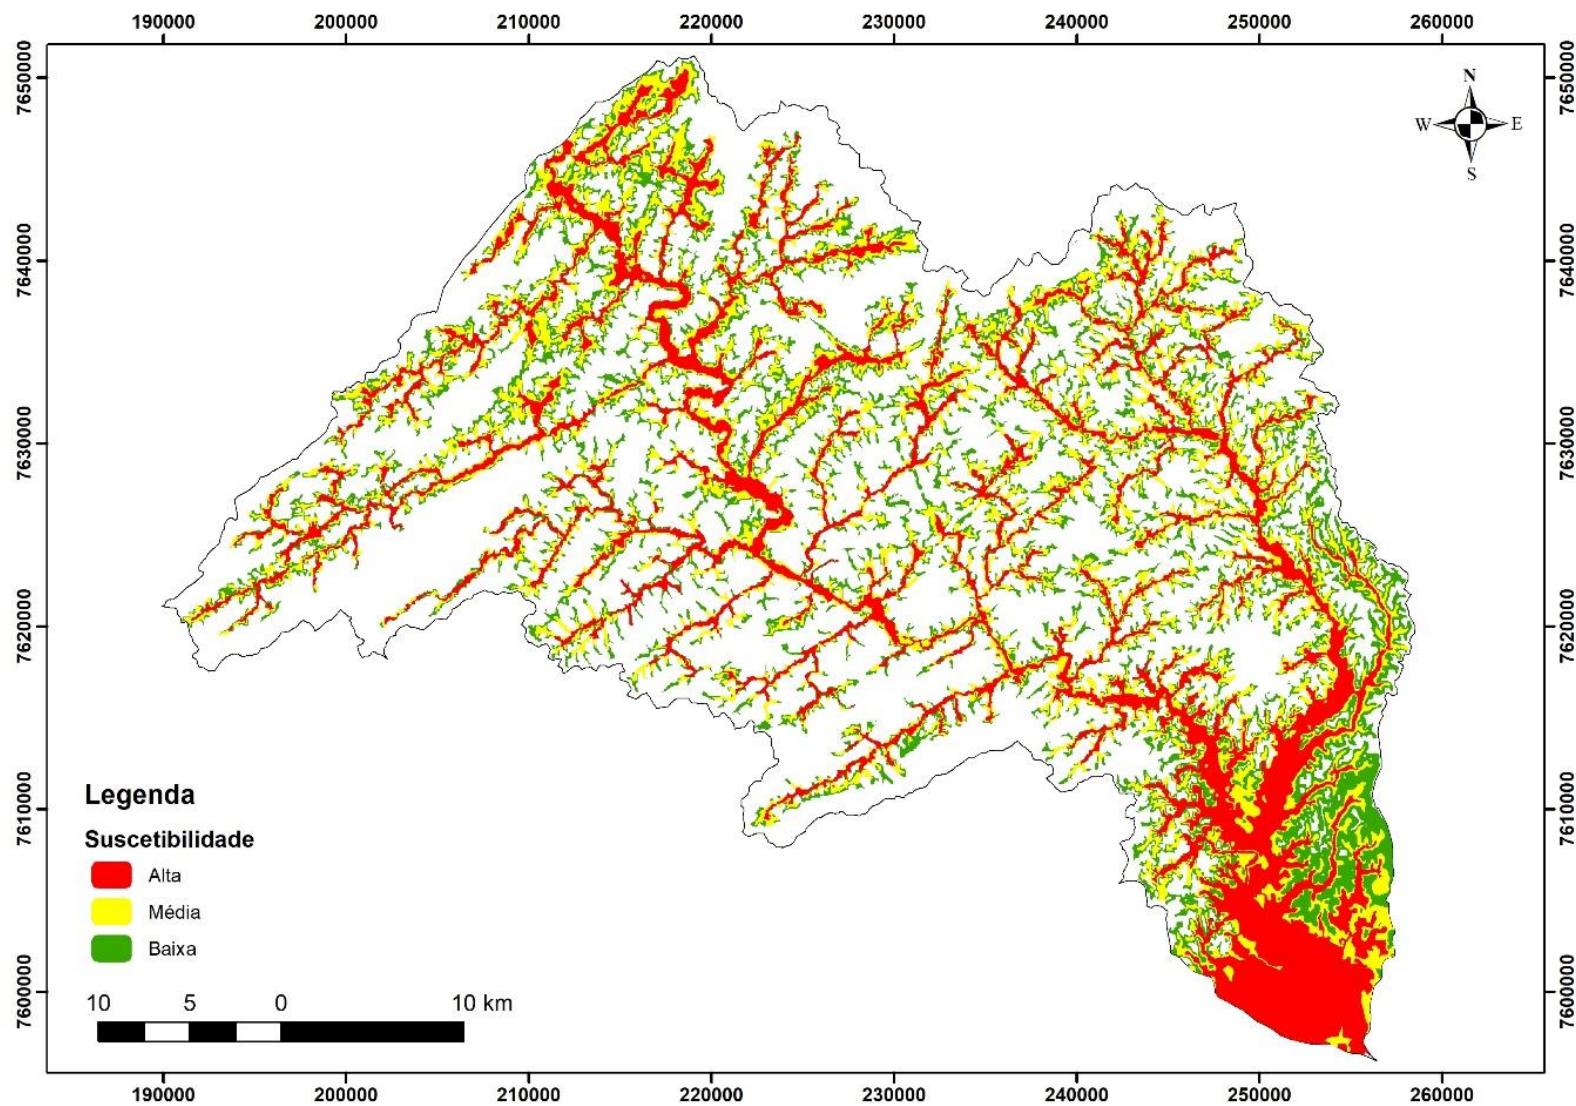 190000 200000 210000 220000 230000 240000 250000 260000
7650000 7650000
N
W E
S
7640000 7640000
7630000 7630000
7620000 7620000
7610000 7610000
7600000 7600000
Legenda
Suscetibilidade
Alta
Média
Baixa
10 5 0 10 km
190000 200000 210000 220000 230000 240000 250000 260000